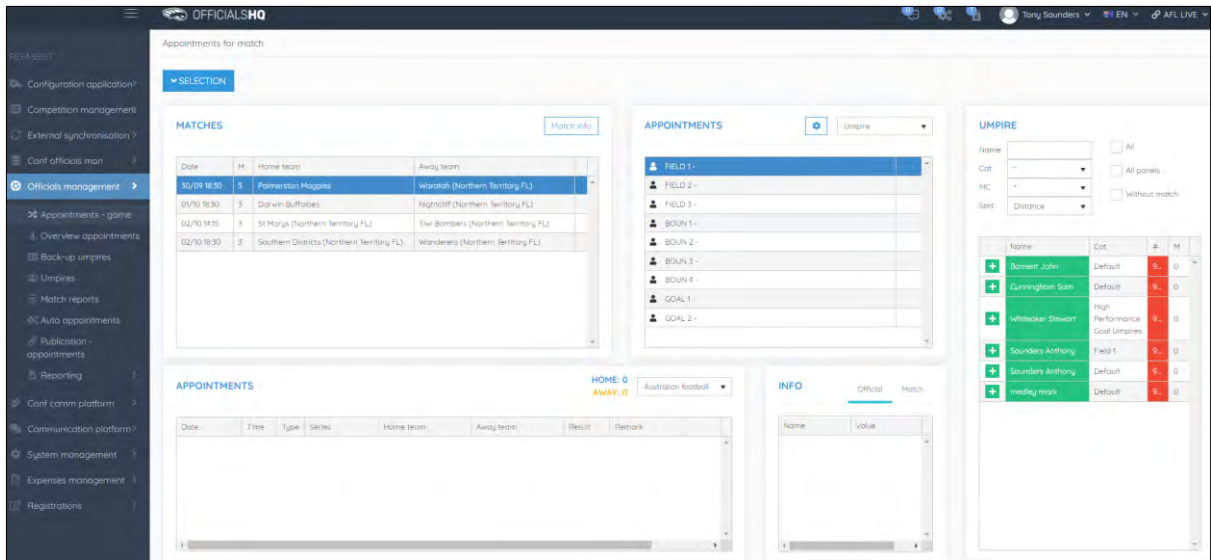 OFFICIALSHQ
Tony Saunders
EN
AFL LIVE
REFASSIST
Configuration application
Competition management
External synchronisation
Conf officials man
Officials management
Appointments - game
Overview appointments
Back-up umpires
Umpires
Match reports
Auto appointments
Publication -
appointments
Reporting
Conf comm platform
Communication platform
System management
Expenses management
Registrations
Appointments for match
SELECTION
MATCHES
Match info
Date M Home team Away team
30/09 18:30 3 Palmerston Magpies Waratah (Northern Territory FL)
01/10 18:30 3 Darwin Buffaloes Nightcliff (Northern Territory FL)
02/10 14:15 3 St Marys (Northern Territory FL) Tiwi Bombers (Northern Territory FL)
02/10 18:30 3 Southern Districts (Northern Territory FL) Wanderers (Northern Territory FL)
APPOINTMENTS
Umpire
FIELD 1 -
FIELD 2 -
FIELD 3 -
BOUN 1 -
BOUN 2 -
BOUN 3 -
BOUN 4 -
GOAL 1 -
GOAL 2 -
UMPIRE
Name
All
Cat.
-
All panels
MC
*
Without match
Sort.
Distance
Name Cat. # M
Bament John Default 9... 0
Cunningham Sam Default 9... 0
Whiteaker Stewart High Performance Goal Umpires 9... 0
Saunders Anthony Field-1 9... 0
Saunders Anthony Default 9... 0
medley mark Default 9... 0
APPOINTMENTS
HOME: 0
AWAY: 0
Australian football
Date Time Type Series Home team Away team Result Remark
INFO
Official Match
Name Value